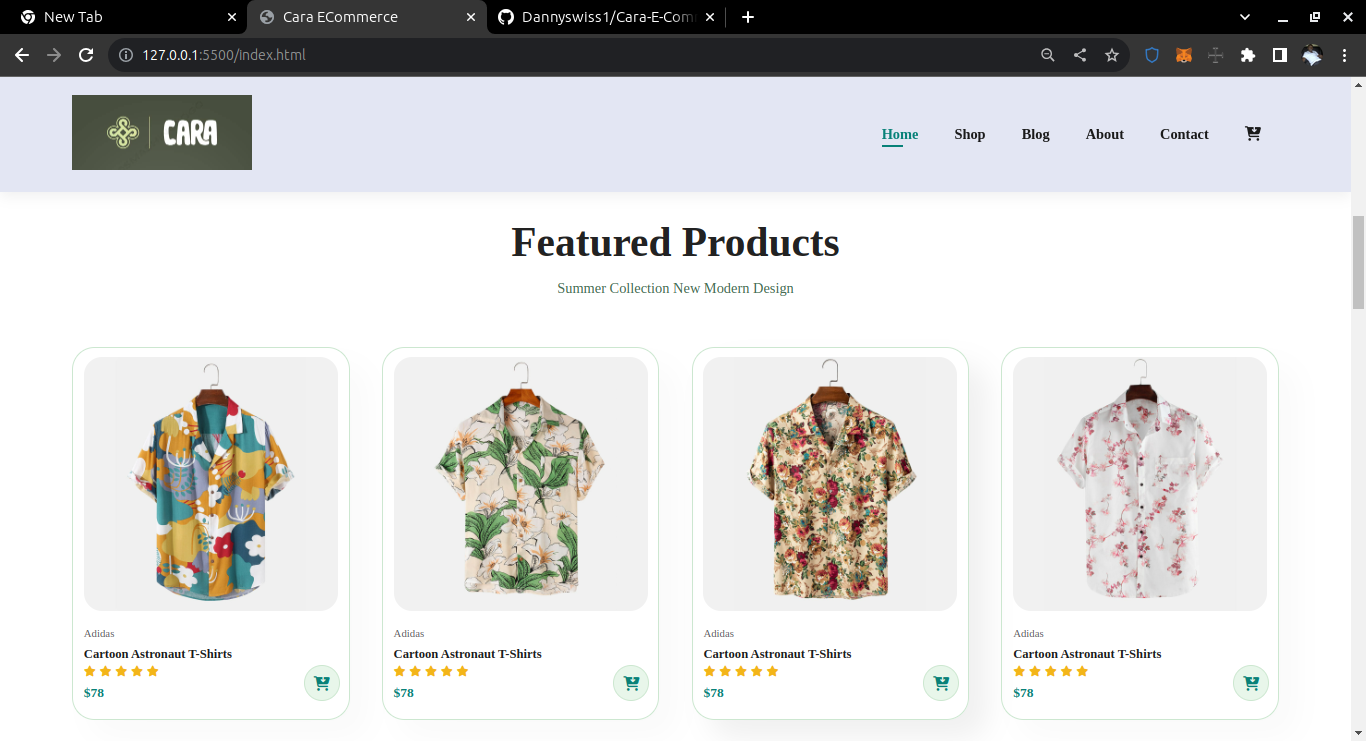 New Tab
Cara ECommerce
Dannyswiss1/Cara-E-Com
127.0.0.1:5500/index.html
CARA
Home Shop Blog About Contact
Featured Products
Summer Collection New Modern Design
Adidas Adidas Adidas Adidas
Cartoon Astronaut T-Shirts Cartoon Astronaut T-Shirts Cartoon Astronaut T-Shirts Cartoon Astronaut T-Shirts
$78 $78 $78 $78